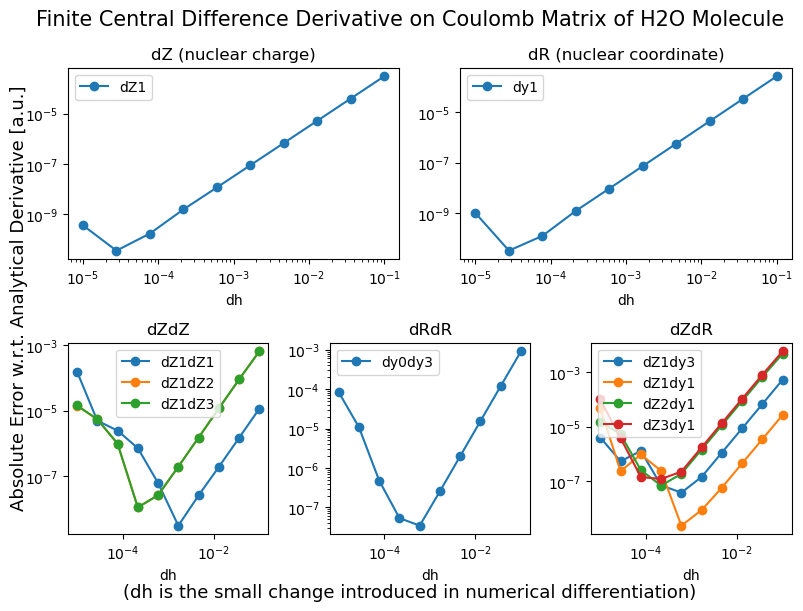 Finite Central Difference Derivative on Coulomb Matrix of H2O Molecule
Absolute Error w.r.t. Analytical Derivative [a.u.]
dZ (nuclear charge)
dZ1
10⁻⁵
10⁻⁷
10⁻⁹
10⁻⁵ 10⁻⁴ 10⁻³ 10⁻² 10⁻¹
dh
dR (nuclear coordinate)
dy1
10⁻⁵
10⁻⁷
10⁻⁹
10⁻⁵ 10⁻⁴ 10⁻³ 10⁻² 10⁻¹
dh
dZdZ
dZ1dZ1
dZ1dZ2
dZ1dZ3
10⁻³
10⁻⁵
10⁻⁷
10⁻⁴ 10⁻²
dh
dRdR
dy0dy3
10⁻³
10⁻⁴
10⁻⁵
10⁻⁶
10⁻⁷
10⁻⁴ 10⁻²
dh
dZdR
dZ1dy3
dZ1dy1
dZ2dy1
dZ3dy1
10⁻³
10⁻⁵
10⁻⁷
10⁻⁴ 10⁻²
dh
(dh is the small change introduced in numerical differentiation)